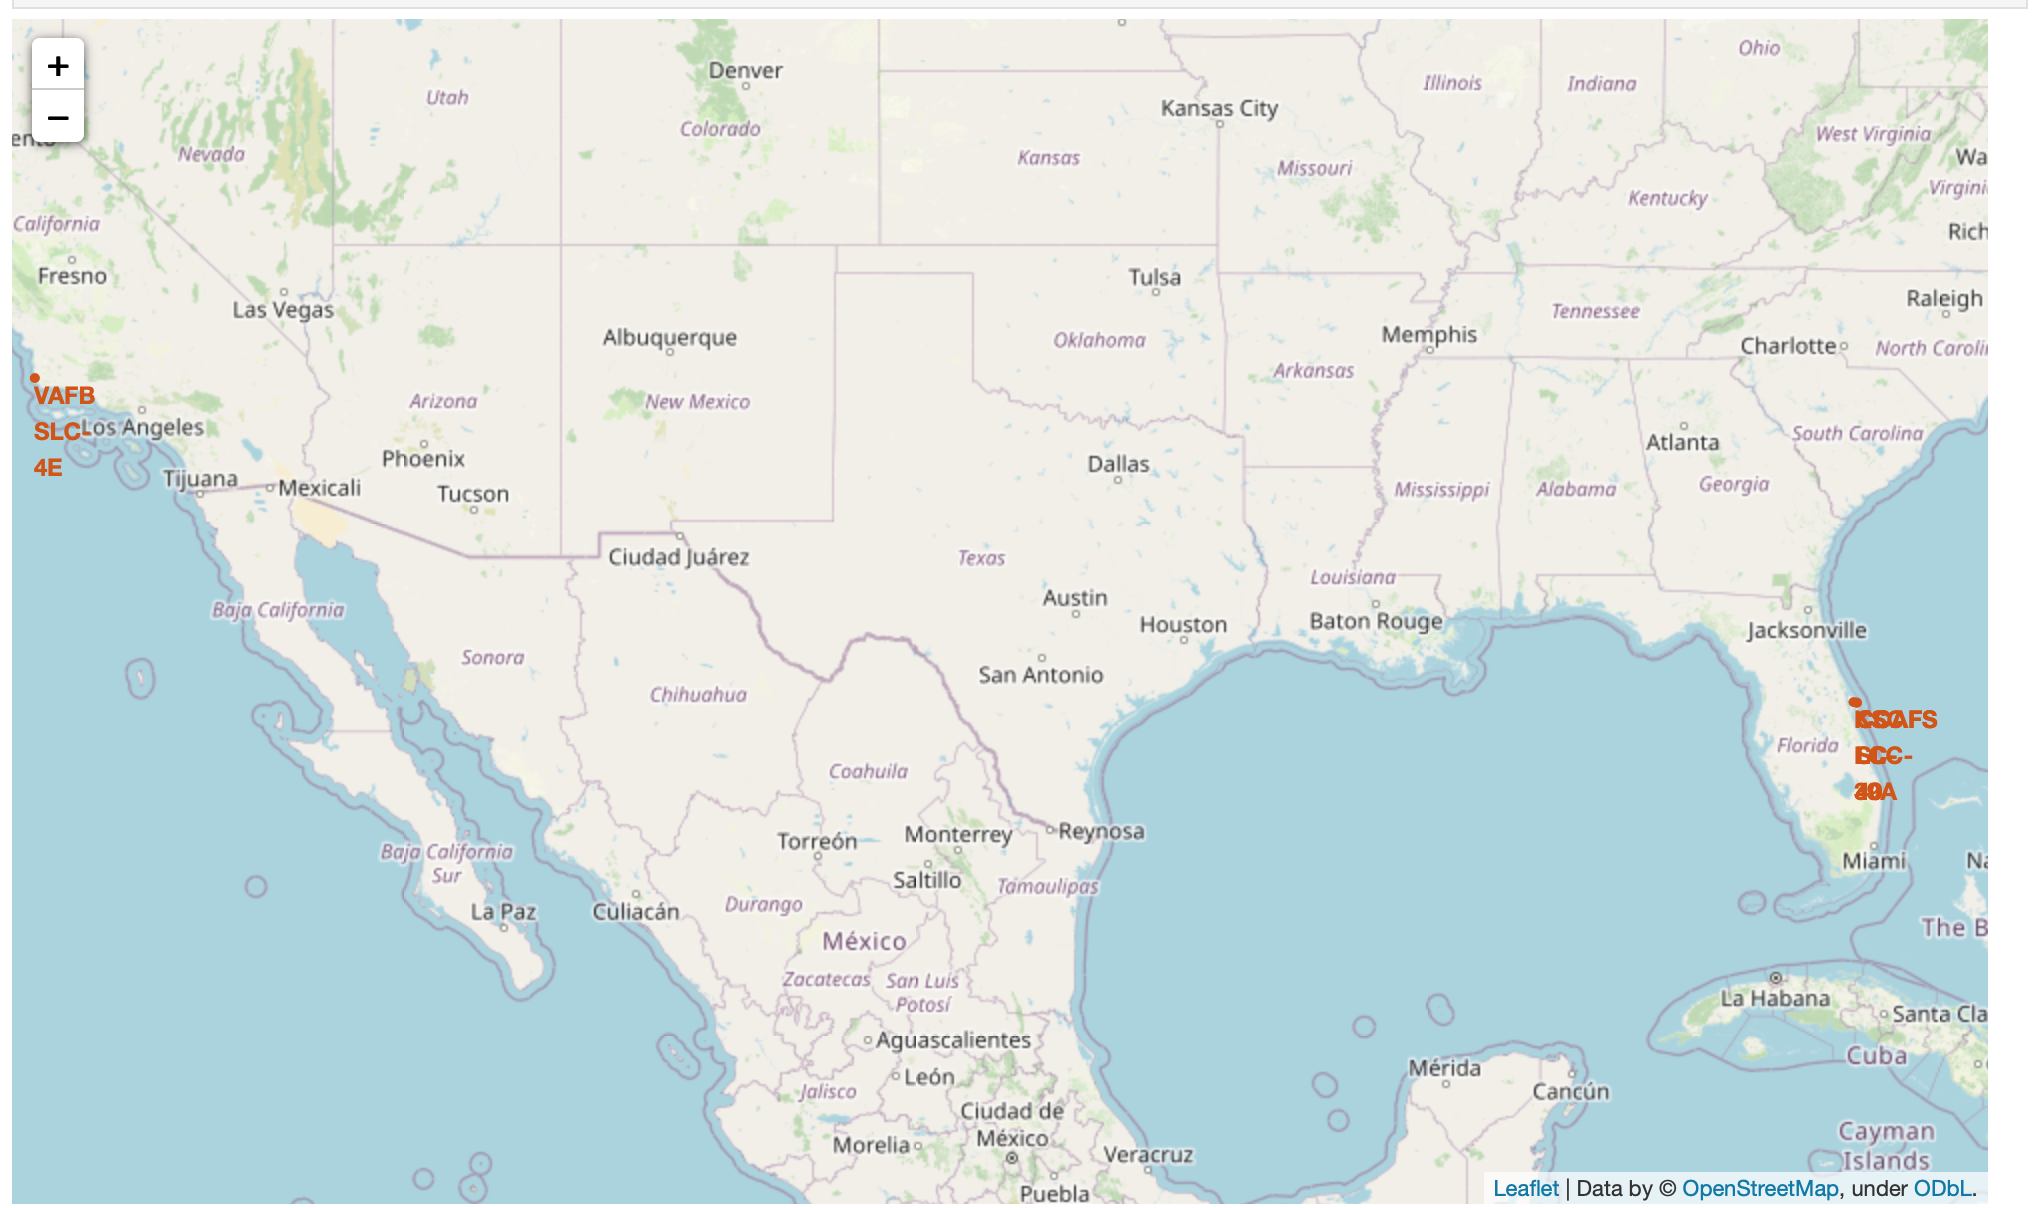 +
−
Denver
Ohio
Utah
Illinois
Indiana
Kansas City
Colorado
West Virginia
Nevada
Kansas
Missouri
Kentucky
California
Fresno
Tulsa
Las Vegas
Raleigh
Tennessee
Albuquerque
Oklahoma
Memphis
Charlotte
Arkansas
VAFB
SLC-
4E
Los Angeles
Arizona
New Mexico
South Carolina
Atlanta
Phoenix
Dallas
Tijuana
Mexicali
Tucson
Mississippi
Alabama
Georgia
Ciudad Juárez
Texas
Louisiana
Austin
Baja California
Houston
Baton Rouge
Jacksonville
Sonora
San Antonio
Chihuahua
Florida
Coahuila
Torreón
Monterrey
Reynosa
Baja California
Sur
Miami
Saltillo
Tamaulipas
Durango
La Paz
Culiacán
The B
México
Zacatecas
San Luis
Potosí
La Habana
Santa Cla
Aguascalientes
Cuba
León
Mérida
Jalisco
Cancún
Ciudad de
México
Morelia
Veracruz
Cayman
Islands
Puebla
Leaflet | Data by © OpenStreetMap, under ODbL.